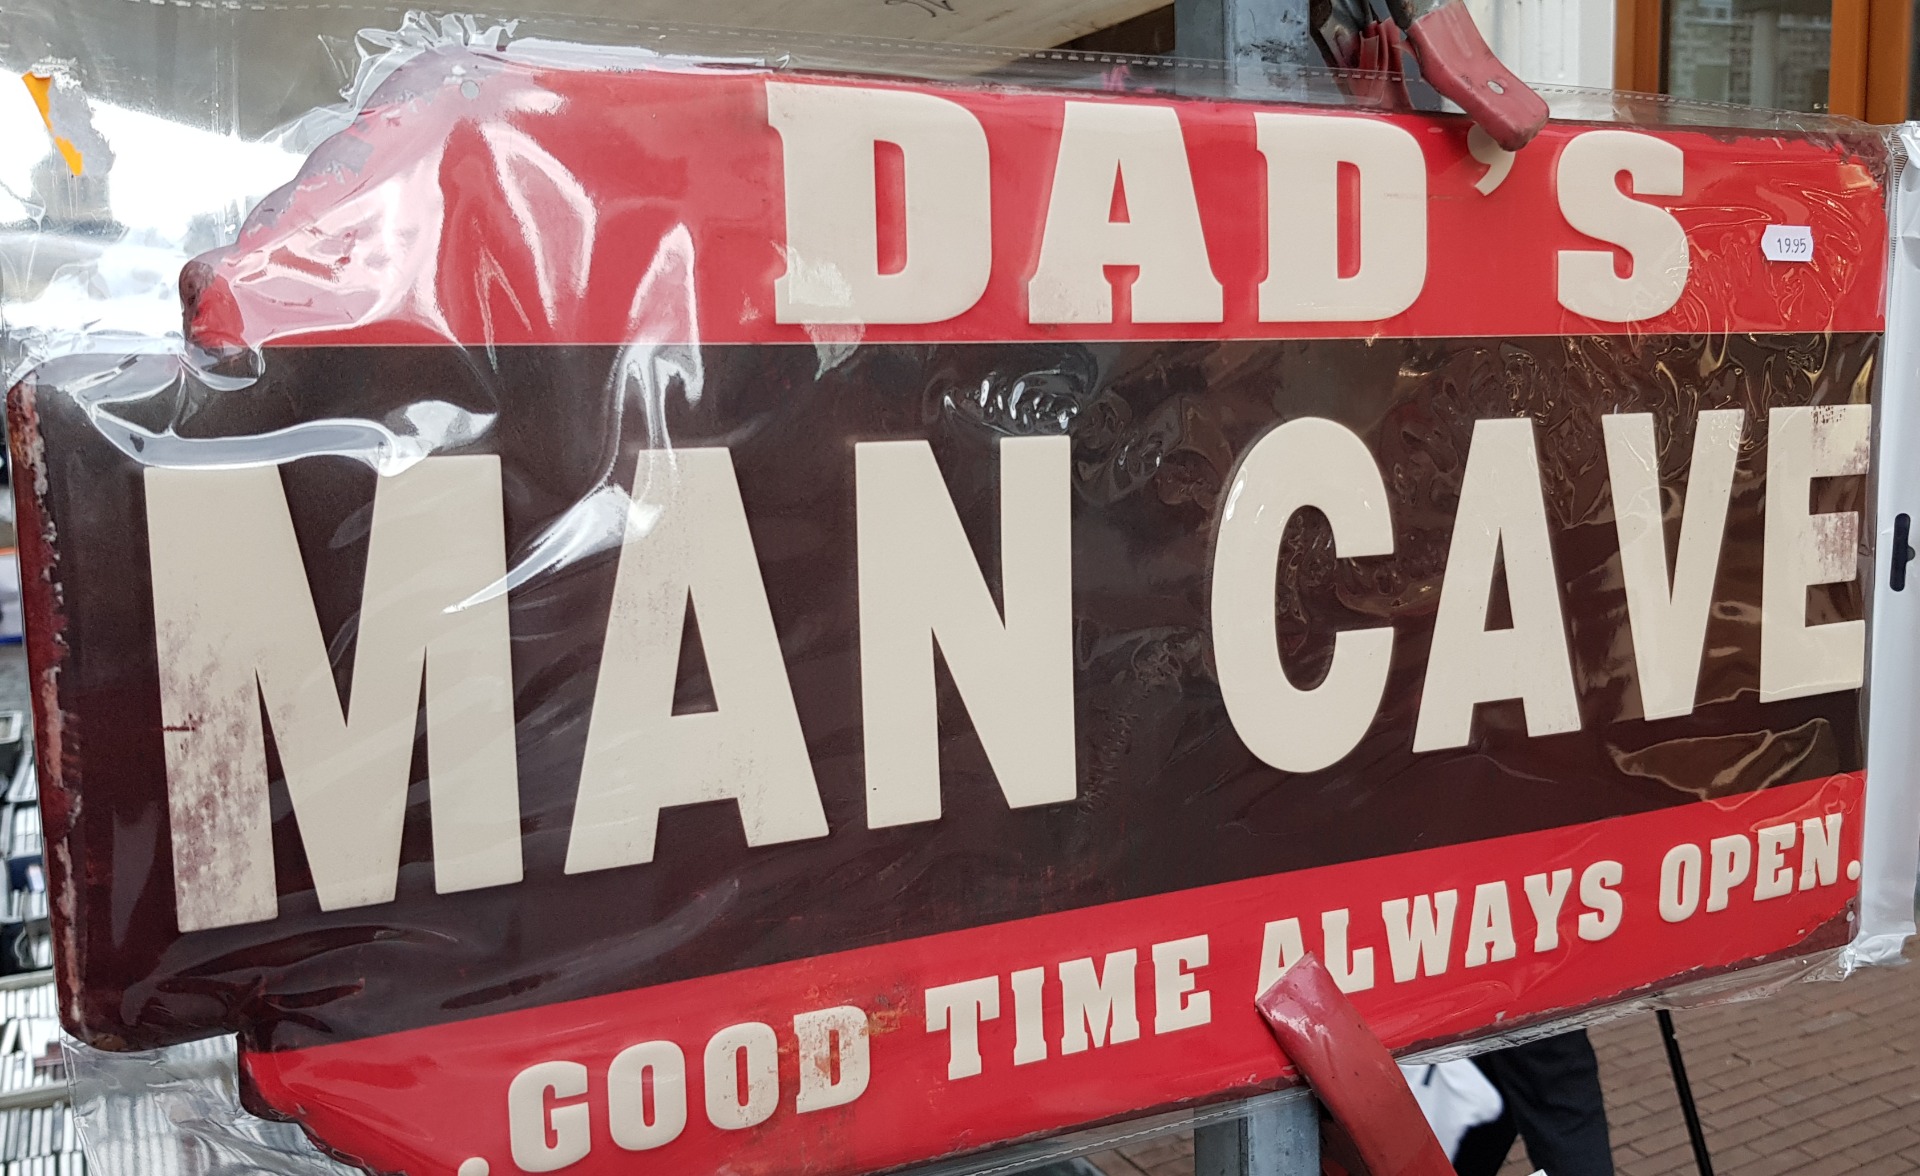 DAD'S
19.95
MAN CAVE
.GOOD TIME ALWAYS OPEN.